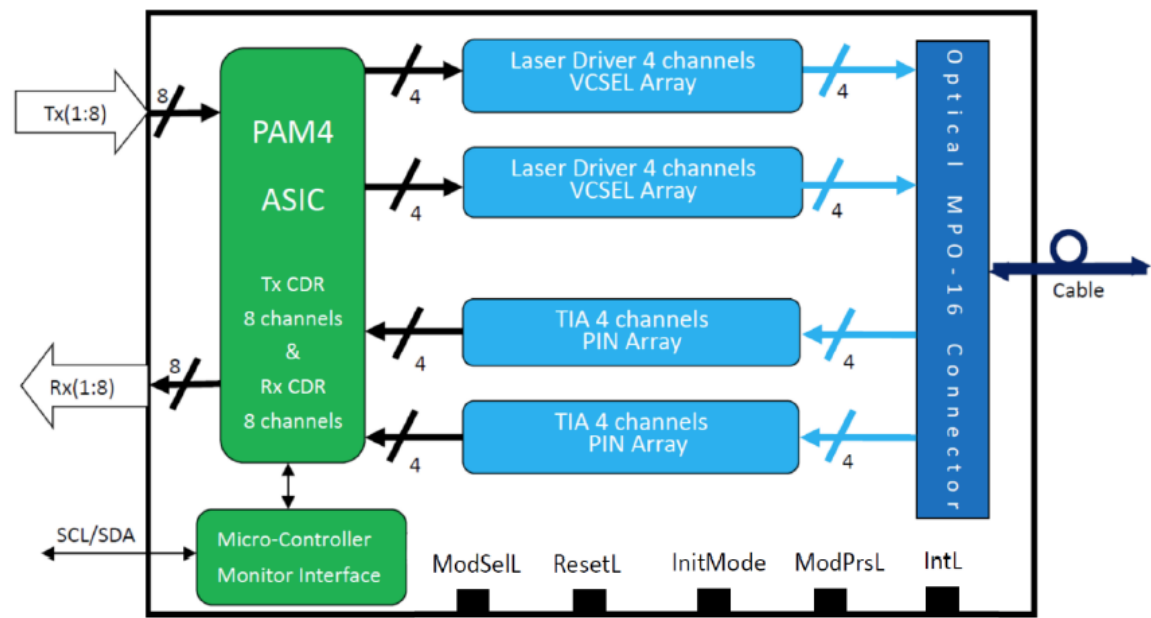 Tx(1:8)
8
PAM4
ASIC
Tx CDR
8 channels
&
Rx CDR
8 channels
4
Laser Driver 4 channels
VCSEL Array
4
4
Laser Driver 4 channels
VCSEL Array
4
4
TIA 4 channels
PIN Array
4
4
TIA 4 channels
PIN Array
4
Optical MPO-16 Connector
Cable
Rx(1:8)
8
SCL/SDA
Micro-Controller
Monitor Interface
ModSelL
ResetL
InitMode
ModPrsL
IntL